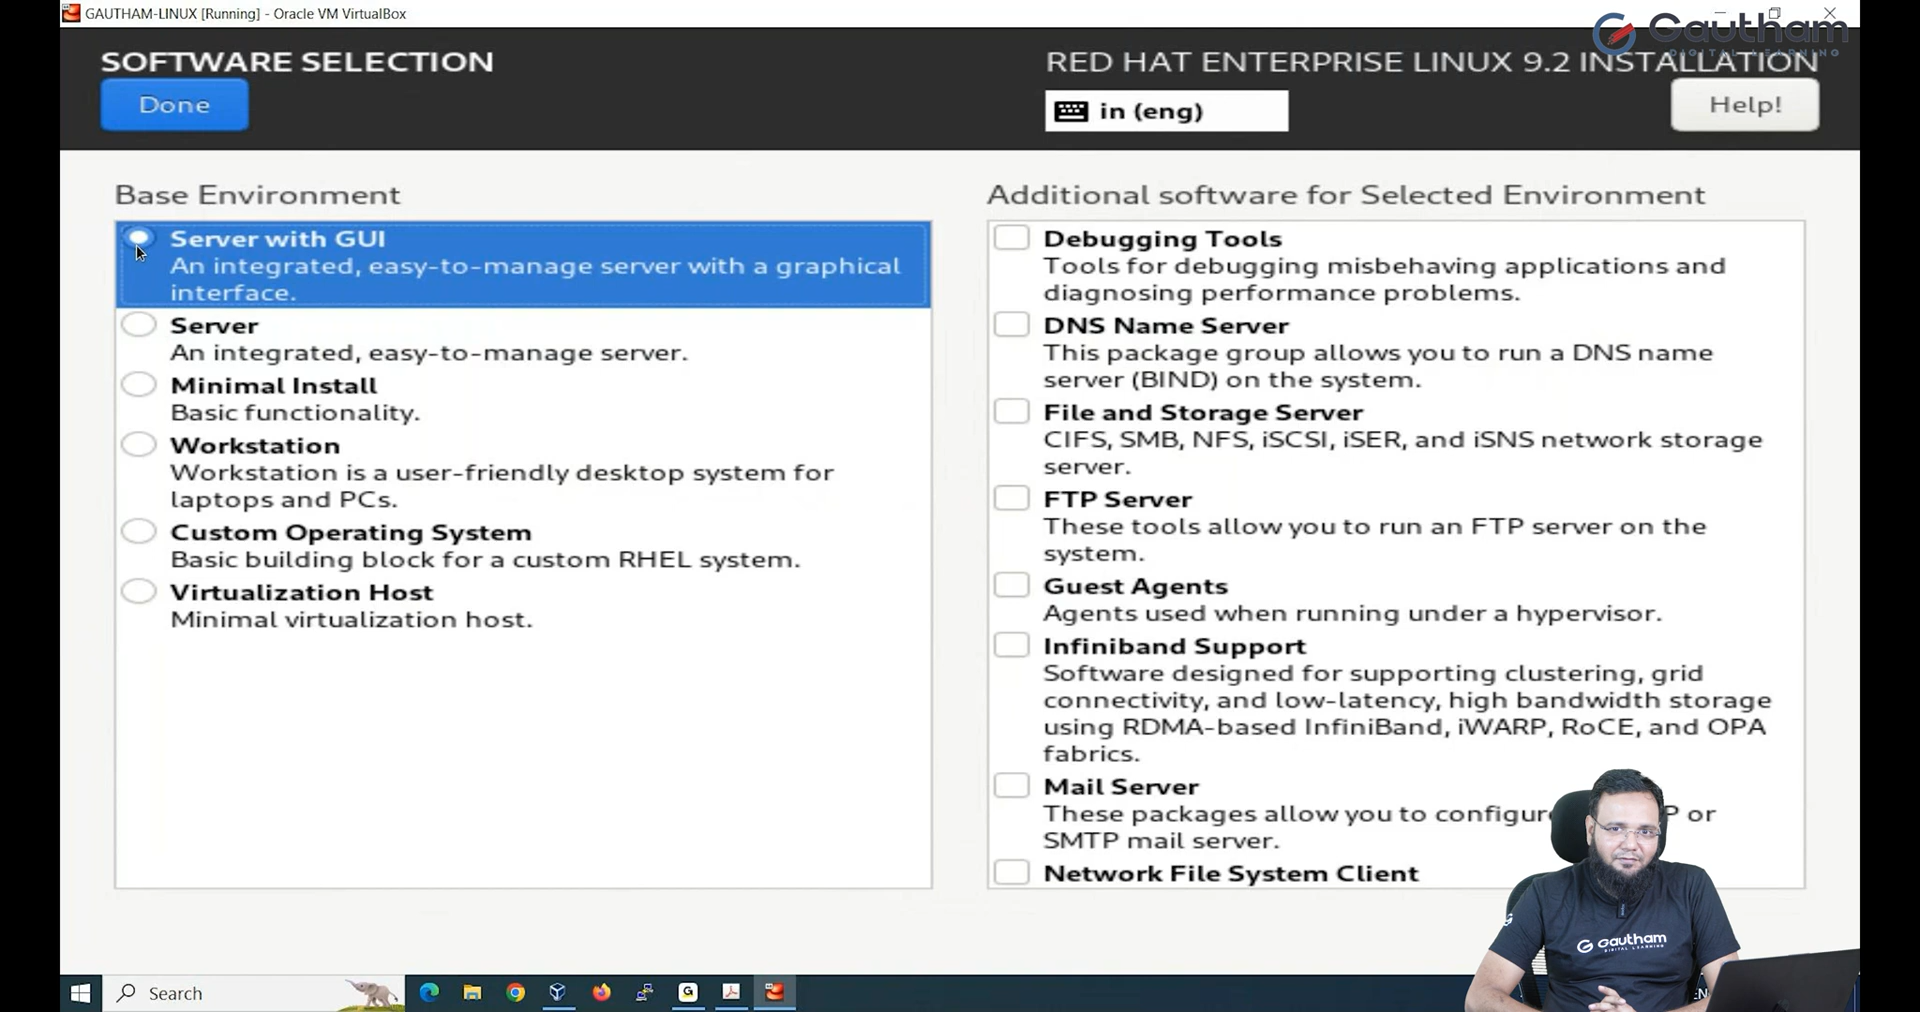 GAUTHAM-LINUX [Running] - Oracle VM VirtualBox
Gautham
DIGITAL LEARNING
SOFTWARE SELECTION
RED HAT ENTERPRISE LINUX 9.2 INSTALLATION
Done
in (eng)
Help!
Base Environment
Server with GUI
An integrated, easy-to-manage server with a graphical
interface.
Server
An integrated, easy-to-manage server.
Minimal Install
Basic functionality.
Workstation
Workstation is a user-friendly desktop system for
laptops and PCs.
Custom Operating System
Basic building block for a custom RHEL system.
Virtualization Host
Minimal virtualization host.
Additional software for Selected Environment
Debugging Tools
Tools for debugging misbehaving applications and
diagnosing performance problems.
DNS Name Server
This package group allows you to run a DNS name
server (BIND) on the system.
File and Storage Server
CIFS, SMB, NFS, iSCSI, iSER, and iSNS network storage
server.
FTP Server
These tools allow you to run an FTP server on the
system.
Guest Agents
Agents used when running under a hypervisor.
Infiniband Support
Software designed for supporting clustering, grid
connectivity, and low-latency, high bandwidth storage
using RDMA-based InfiniBand, iWARP, RoCE, and OPA
fabrics.
Mail Server
These packages allow you to configur P or
SMTP mail server.
Network File System Client
Gautham
DIGITAL LEARNING
Search